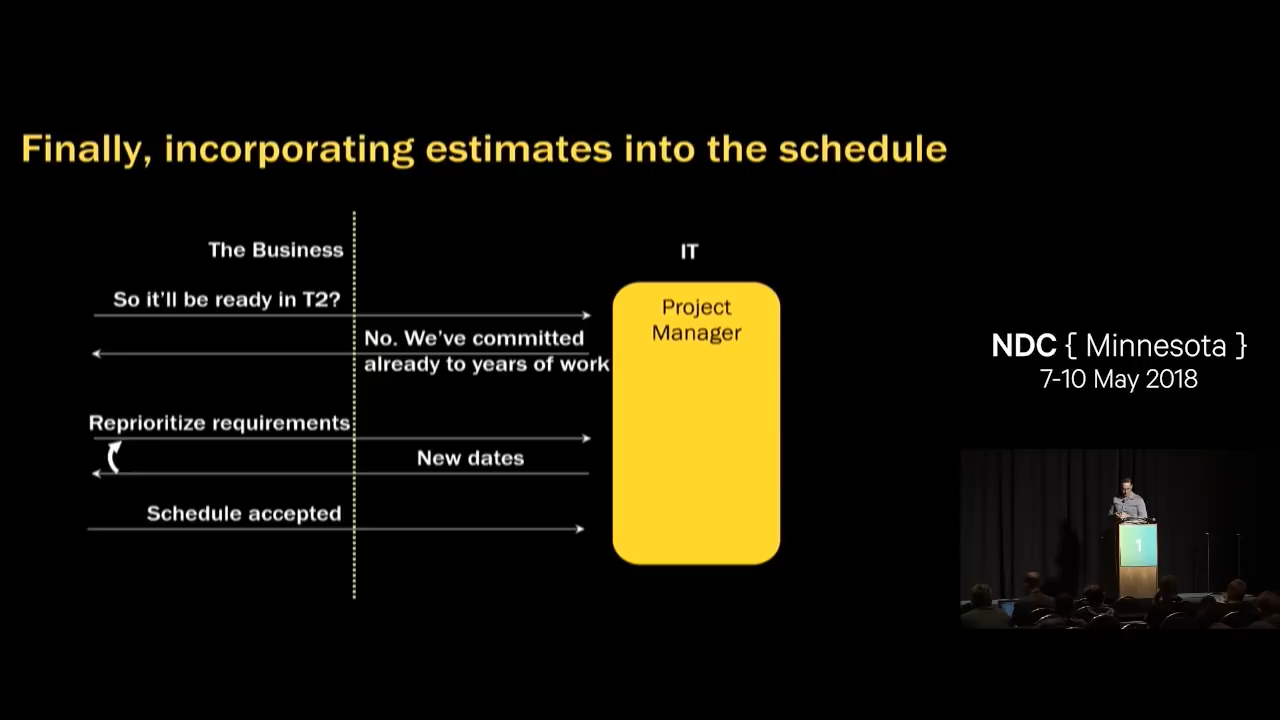 Finally, incorporating estimates into the schedule
The Business
IT
So it'll be ready in T2?
Project
Manager
No. We've committed
already to years of work
Reprioritize requirements
New dates
Schedule accepted
NDC { Minnesota }
7-10 May 2018
1